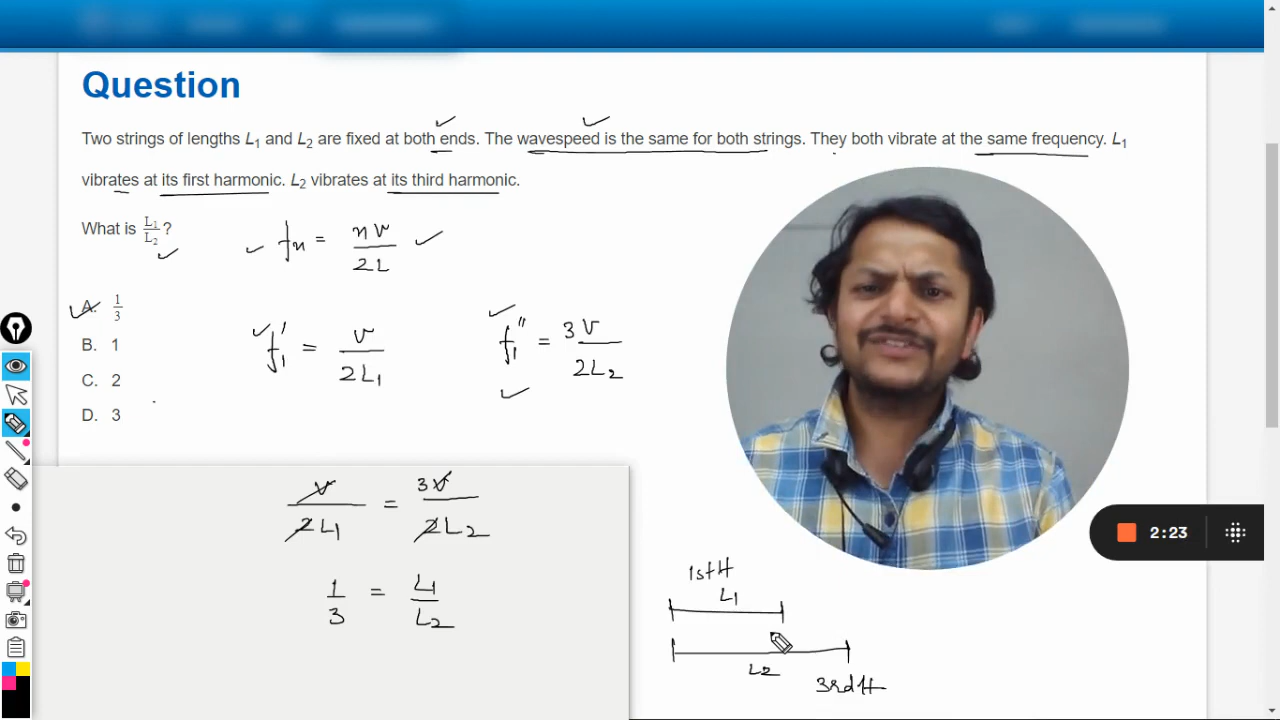 Question
Two strings of lengths L₁ and L₂ are fixed at both ends. The wavespeed is the same for both strings. They both vibrate at the same frequency. L₁
vibrates at its first harmonic. L₂ vibrates at its third harmonic.
What is L₁/L₂?
fn = nv/2L
A. 1/3
B. 1
C. 2
D. 3
f₁' = v/2L₁
f₁'' = 3v/2L₂
v/2L₁ = 3v/2L₂
1/3 = L₁/L₂
2:23
1st H
L₁
L₂
3rd H